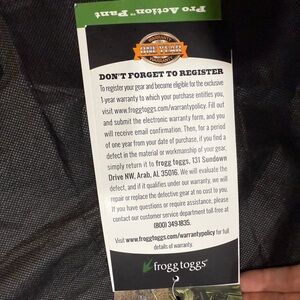 Pro Action™ Pant
ONE YEAR
DON'T FORGET TO REGISTER
To register your gear and become eligible for the exclusive
1-year warranty to which your purchase entitles you,
visit www.froggtoggs.com/warrantypolicy. Fill out
and submit the electronic warranty form, and you
will receive email confirmation. Then, for a period
of one year from your date of purchase, if you find a
defect in the material or workmanship of your gear,
simply return it to frogg toggs, 131 Sundown
Drive NW, Arab, AL 35016. We will evaluate the
defect, and if it qualifies under our warranty, we will
repair or replace the defective gear at no cost to you.
If you have questions or require assistance, please
contact our customer service department toll-free at
(800) 349-1835.
Visit www.froggtoggs.com/warrantypolicy for full
details of warranty.
frogg toggs®